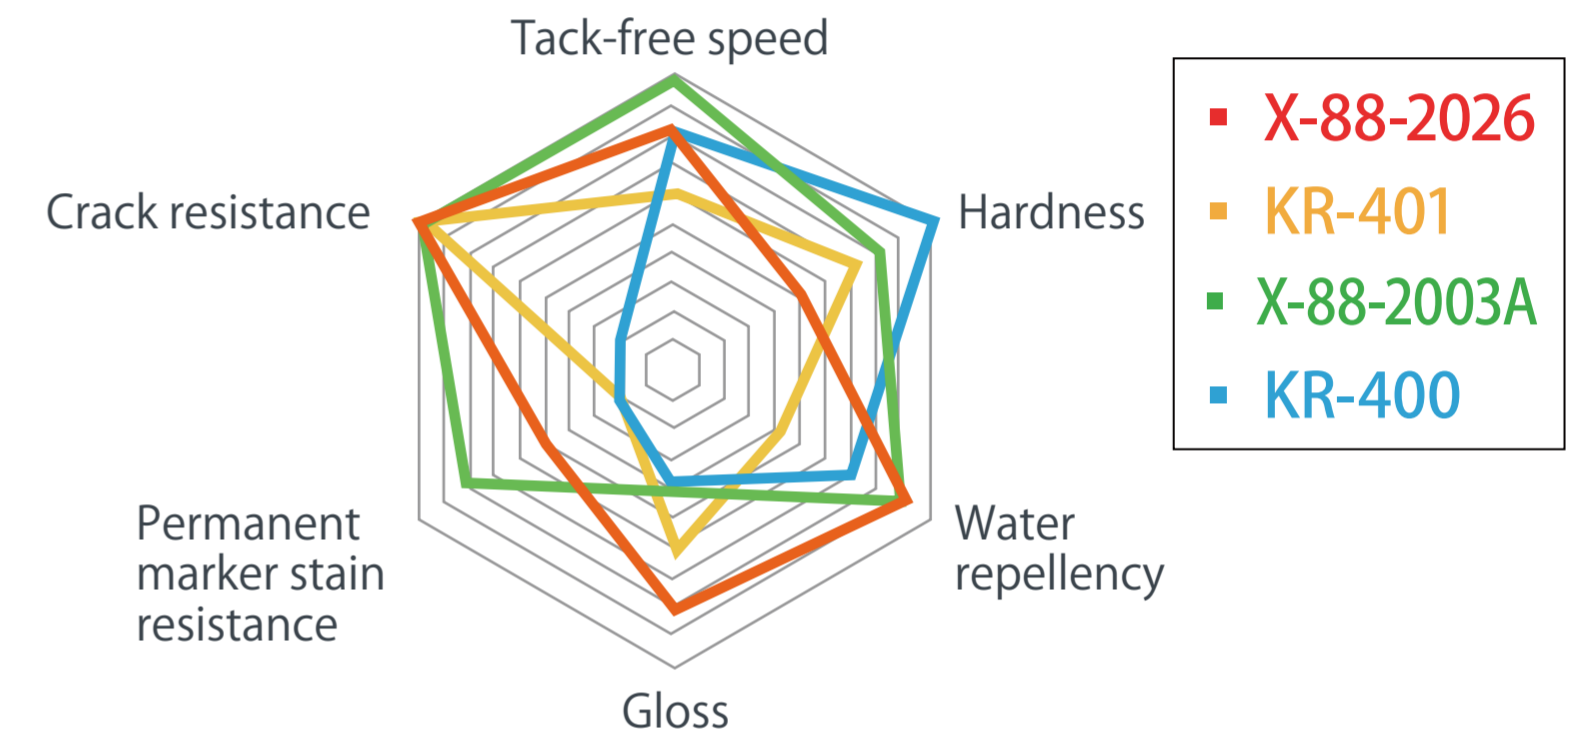 Tack-free speed
Crack resistance
Hardness
Permanent
marker stain
resistance
Water
repellency
Gloss
X-88-2026
KR-401
X-88-2003A
KR-400